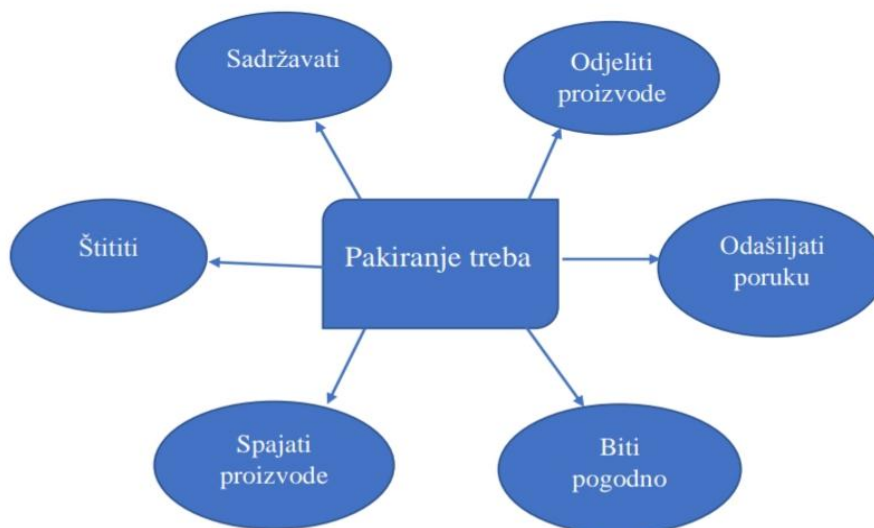 Sadržavati
Odjeliti
proizvode
Štititi
Pakiranje treba
Odašiljati
poruku
Spajati
proizvode
Biti
pogodno